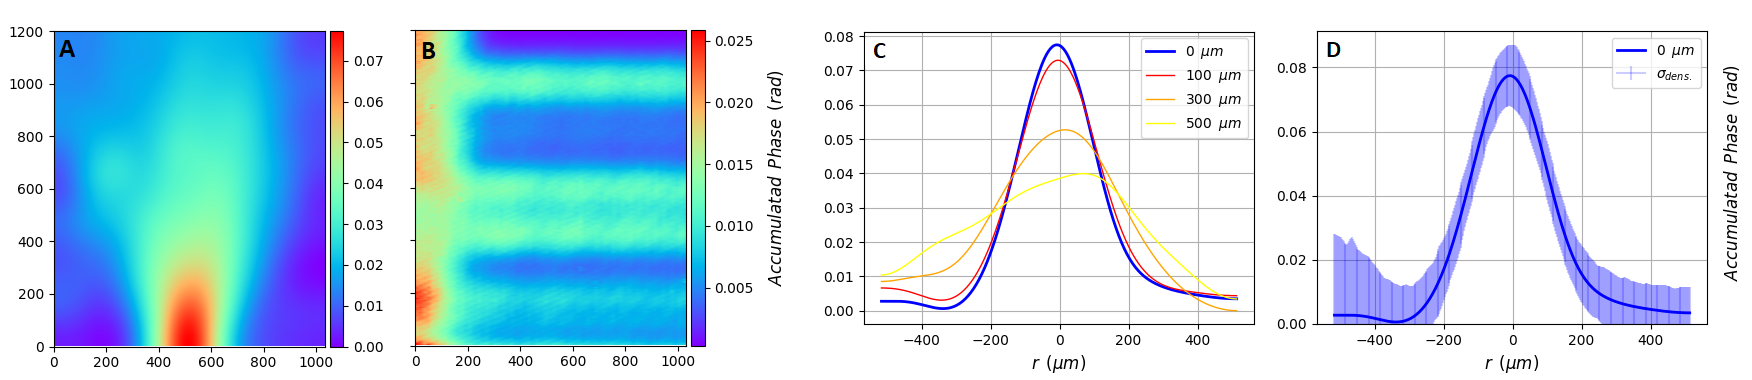 A
1200
1000
800
600
400
200
0
0 200 400 600 800 1000
0.07
0.06
0.05
0.04
0.03
0.02
0.01
0.00
B
0 200 400 600 800 1000
0.025
0.020
0.015
0.010
0.005
Accumulatad Phase (rad)
C
0.08
0.07
0.06
0.05
0.04
0.03
0.02
0.01
0.00
−400 −200 0 200 400
r (μm)
0 μm
100 μm
300 μm
500 μm
D
0.08
0.06
0.04
0.02
0.00
−400 −200 0 200 400
r (μm)
0 μm
σdens.
Accumulatad Phase (rad)